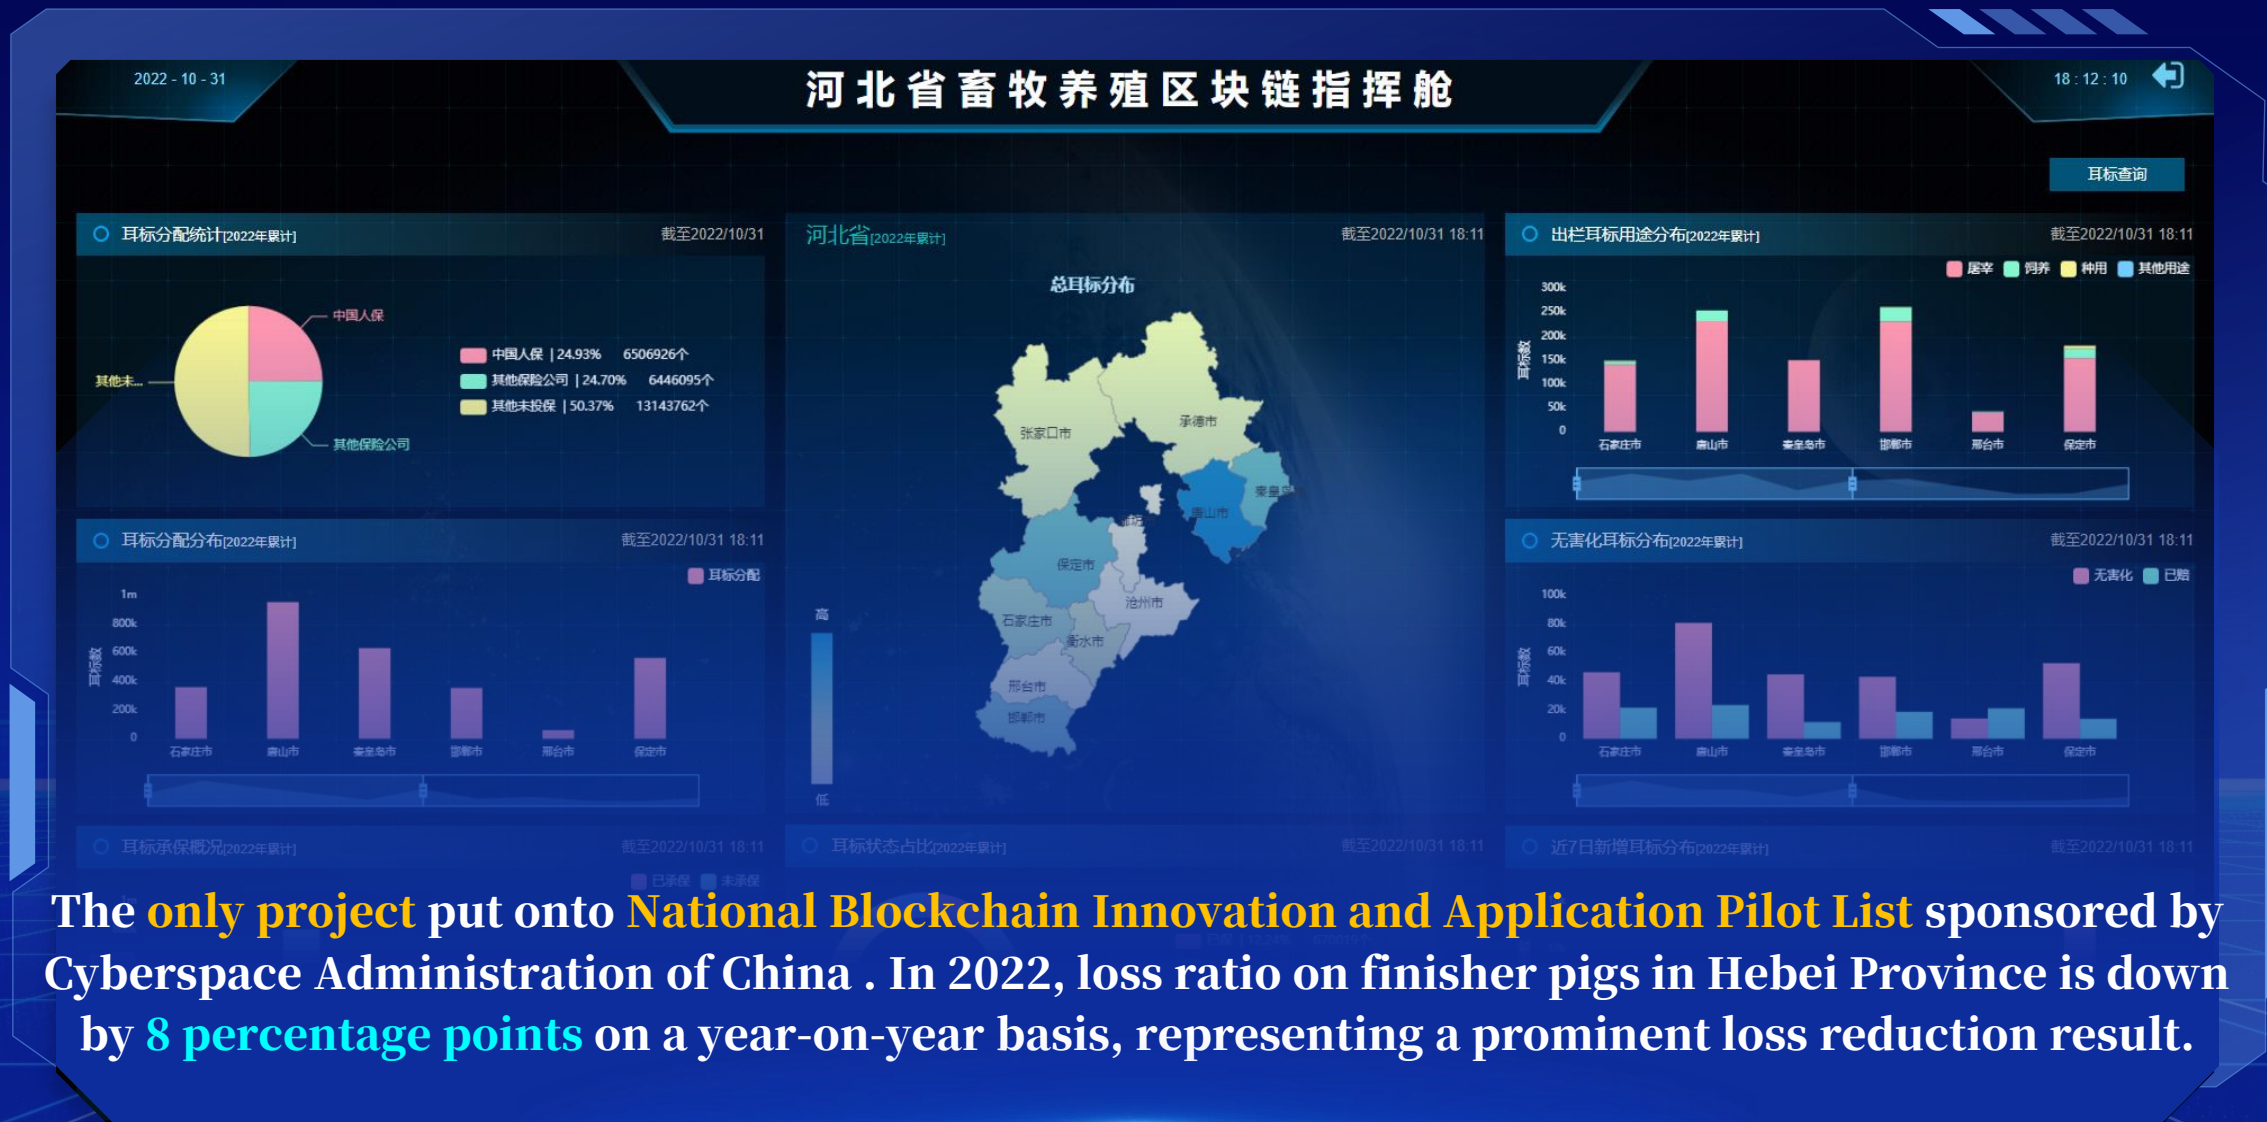 2022 - 10 - 31
河北省畜牧养殖区块链指挥舱
18 : 12 : 10
耳标查询
耳标分配统计[2022年累计]
截至2022/10/31
中国人保
其他未...
其他保险公司
中国人保 | 24.93% 6506926个
其他保险公司 | 24.70% 6446095个
其他未投保 | 50.37% 13143762个
耳标分配分布[2022年累计]
截至2022/10/31 18:11
耳标分配
耳标数
1m
800k
600k
400k
200k
0
石家庄市 唐山市 秦皇岛市 邯郸市 邢台市 保定市
耳标承保概况[2022年累计]
截至2022/10/31 18:11
已承保 未承保
河北省[2022年累计]
截至2022/10/31 18:11
总耳标分布
张家口市
承德市
唐山市
保定市
沧州市
石家庄市
衡水市
邢台市
邯郸市
高
低
耳标状态占比[2022年累计]
截至2022/10/31 18:11
出栏耳标用途分布[2022年累计]
截至2022/10/31 18:11
屠宰 饲养 种用 其他用途
耳标数
300k
250k
200k
150k
100k
50k
0
石家庄市 唐山市 秦皇岛市 邯郸市 邢台市 保定市
无害化耳标分布[2022年累计]
截至2022/10/31 18:11
无害化 已赔
耳标数
100k
80k
60k
40k
20k
0
石家庄市 唐山市 秦皇岛市 邯郸市 邢台市 保定市
近7日新增耳标分布[2022年累计]
截至2022/10/31 18:11
The only project put onto National Blockchain Innovation and Application Pilot List sponsored by
Cyberspace Administration of China . In 2022, loss ratio on finisher pigs in Hebei Province is down
by 8 percentage points on a year-on-year basis, representing a prominent loss reduction result.